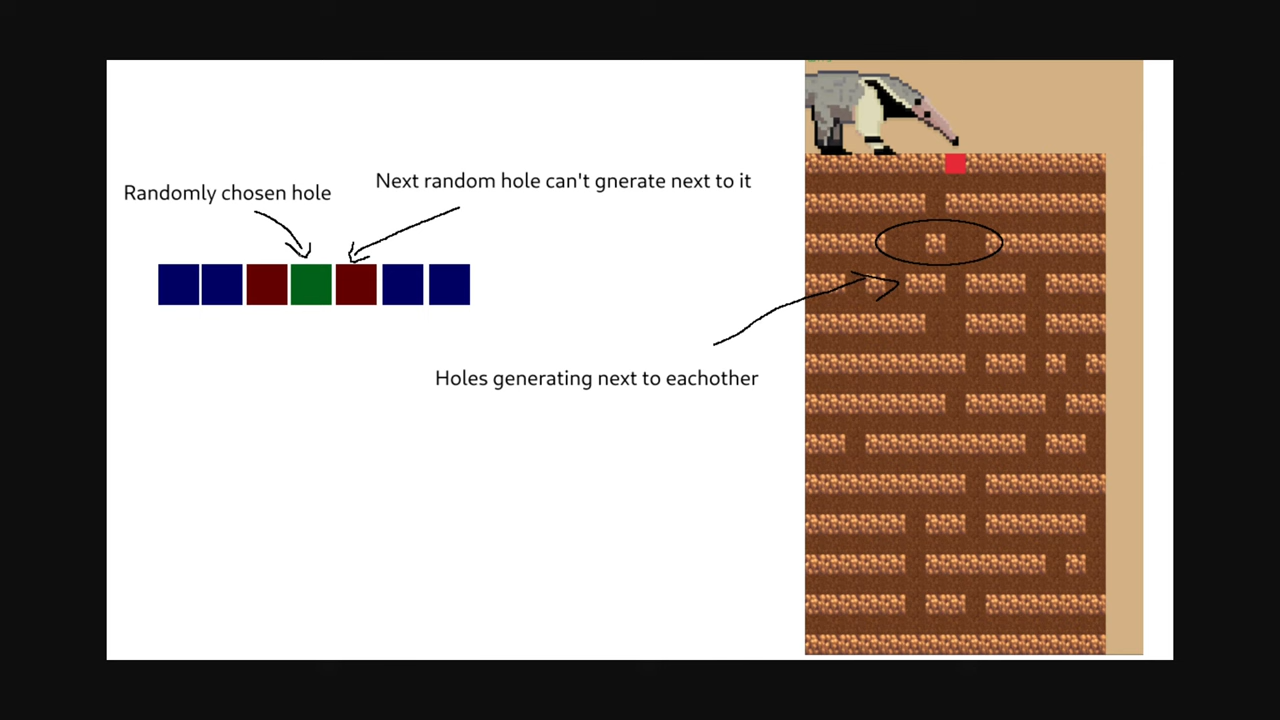 Next random hole can't gnerate next to it
Randomly chosen hole
Holes generating next to eachother